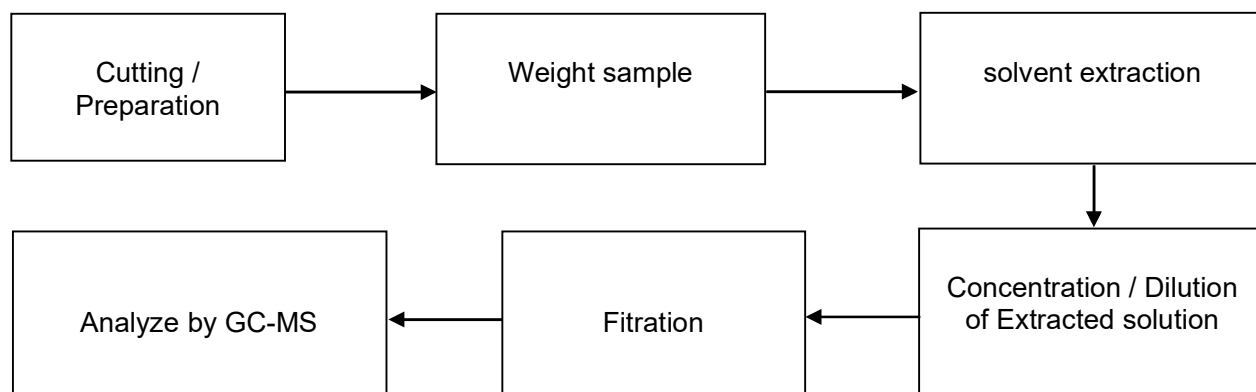 Cutting /
Preparation
Weight sample
solvent extraction
Concentration / Dilution
of Extracted solution
Fitration
Analyze by GC-MS